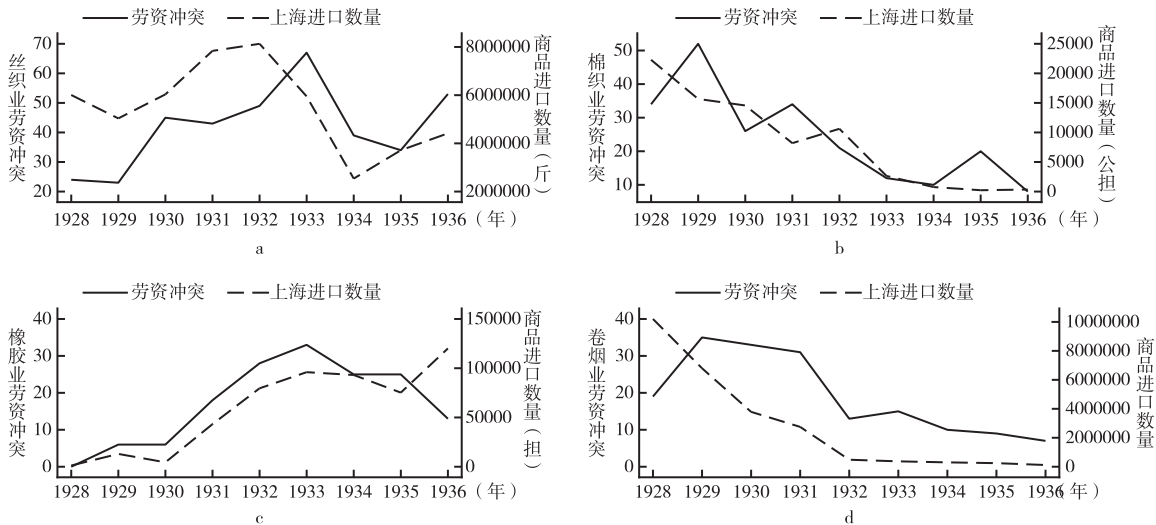 劳资冲突 上海进口数量
丝织业劳资冲突
70
60
50
40
30
20
8000000
6000000
4000000
2000000
商品进口数量(斤)
1928 1929 1930 1931 1932 1933 1934 1935 1936(年)
a
劳资冲突 上海进口数量
棉织业劳资冲突
50
40
30
20
10
25000
20000
15000
10000
5000
0
商品进口数量(公担)
1928 1929 1930 1931 1932 1933 1934 1935 1936(年)
b
劳资冲突 上海进口数量
橡胶业劳资冲突
40
30
20
10
0
150000
100000
50000
0
商品进口数量(担)
1928 1929 1930 1931 1932 1933 1934 1935 1936(年)
c
劳资冲突 上海进口数量
卷烟业劳资冲突
40
30
20
10
0
10000000
8000000
6000000
4000000
2000000
0
商品进口数量
1928 1929 1930 1931 1932 1933 1934 1935 1936(年)
d